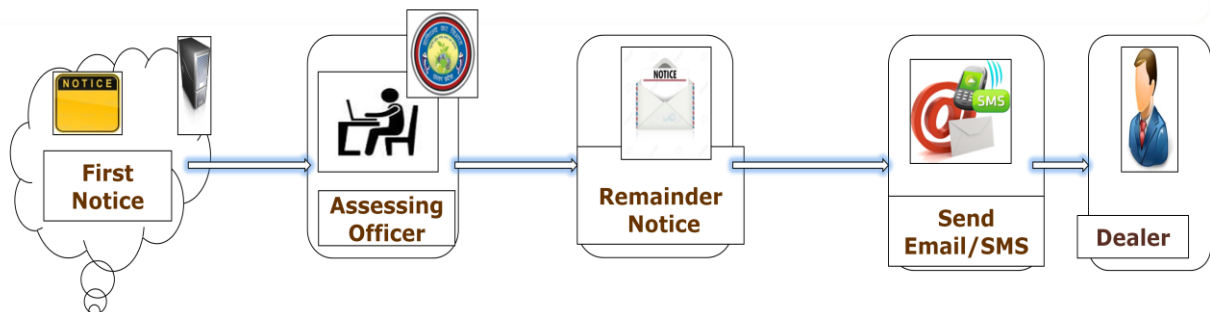 NOTICE
First
Notice
Assessing
Officer
NOTICE
Remainder
Notice
SMS
Send
Email/SMS
Dealer